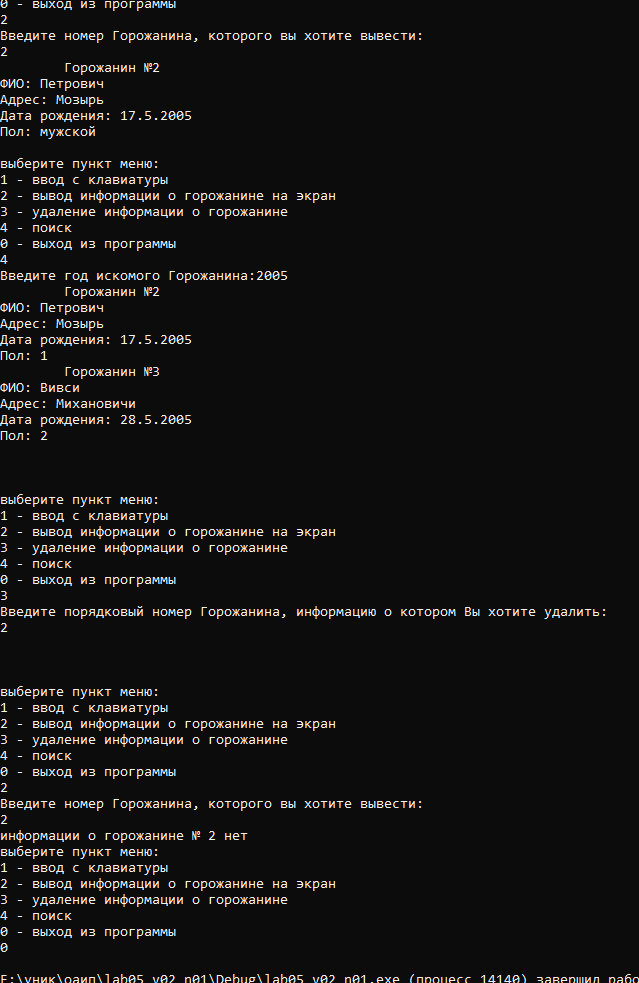 0 - выход из программы
2
Введите номер Горожанина, которого вы хотите вывести:
2
Горожанин №2
ФИО: Петрович
Адрес: Мозырь
Дата рождения: 17.5.2005
Пол: мужской
выберите пункт меню:
1 - ввод с клавиатуры
2 - вывод информации о горожанине на экран
3 - удаление информации о горожанине
4 - поиск
0 - выход из программы
4
Введите год искомого Горожанина:2005
Горожанин №2
ФИО: Петрович
Адрес: Мозырь
Дата рождения: 17.5.2005
Пол: 1
Горожанин №3
ФИО: Вивси
Адрес: Михановичи
Дата рождения: 28.5.2005
Пол: 2
выберите пункт меню:
1 - ввод с клавиатуры
2 - вывод информации о горожанине на экран
3 - удаление информации о горожанине
4 - поиск
0 - выход из программы
3
Введите порядковый номер Горожанина, информацию о котором Вы хотите удалить:
2
выберите пункт меню:
1 - ввод с клавиатуры
2 - вывод информации о горожанине на экран
3 - удаление информации о горожанине
4 - поиск
0 - выход из программы
2
Введите номер Горожанина, которого вы хотите вывести:
2
информации о горожанине № 2 нет
выберите пункт меню:
1 - ввод с клавиатуры
2 - вывод информации о горожанине на экран
3 - удаление информации о горожанине
4 - поиск
0 - выход из программы
0
E:\уник\оаип\lab05_v02_n01\Debug\lab05_v02_n01.exe (процесс 14140) завершил рабо